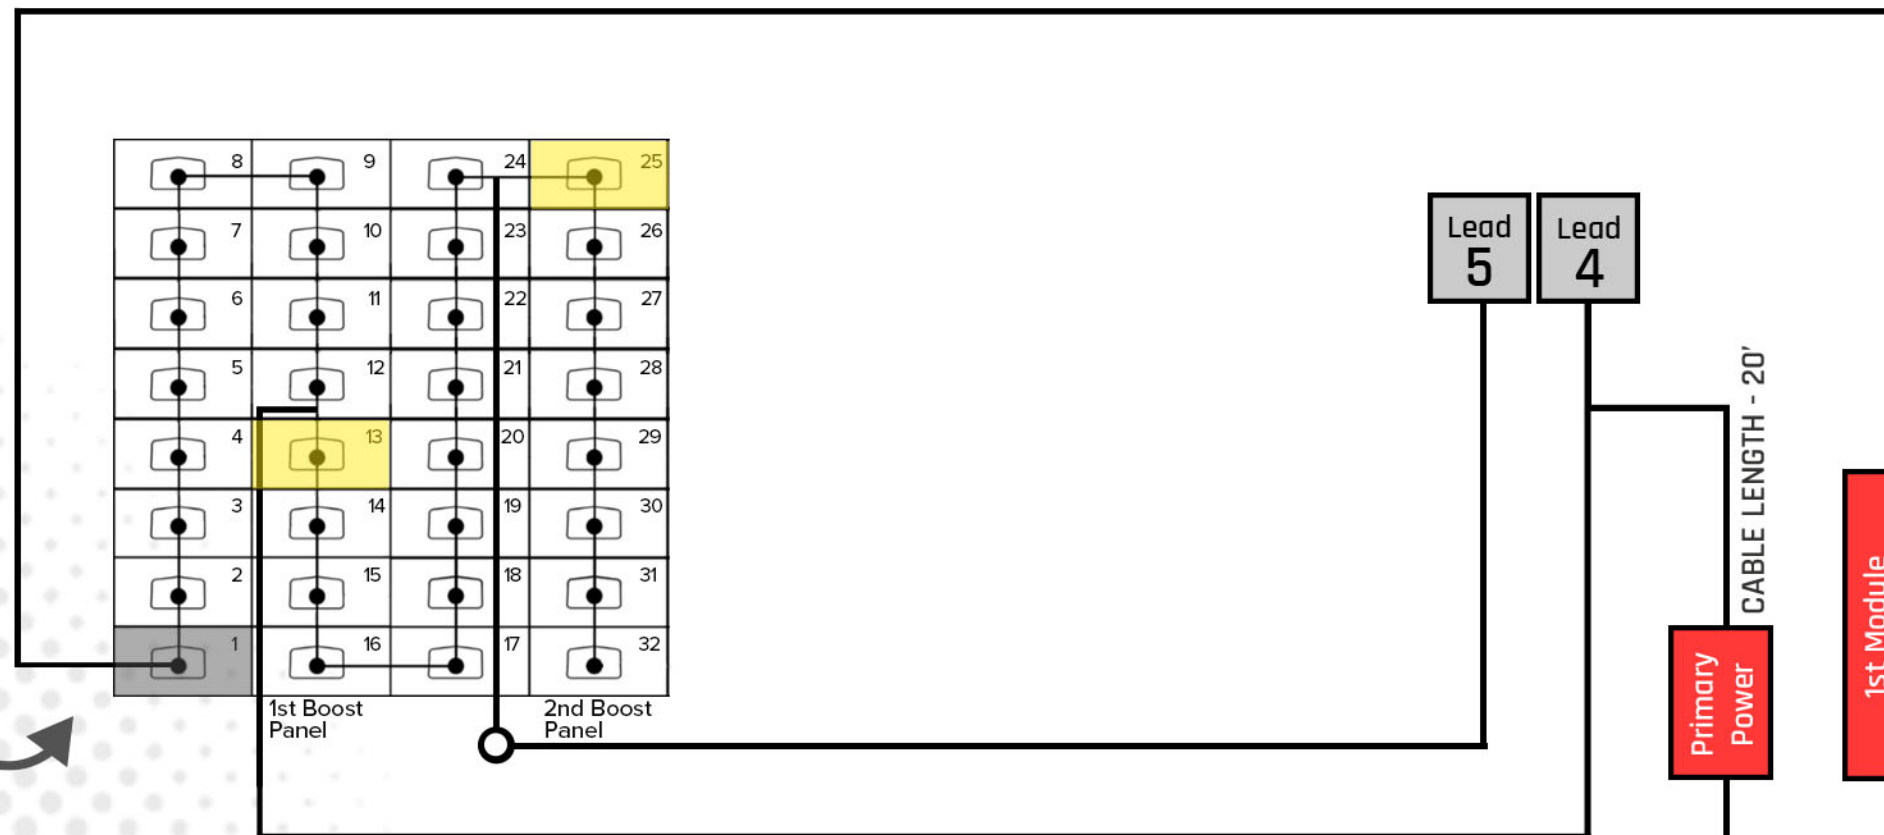 8 9 24 25
7 10 23 26
6 11 22 27
5 12 21 28
4 13 20 29
3 14 19 30
2 15 18 31
1 16 17 32
1st Boost
Panel
2nd Boost
Panel
Lead
5
Lead
4
CABLE LENGTH - 20'
Primary
Power
1st Module